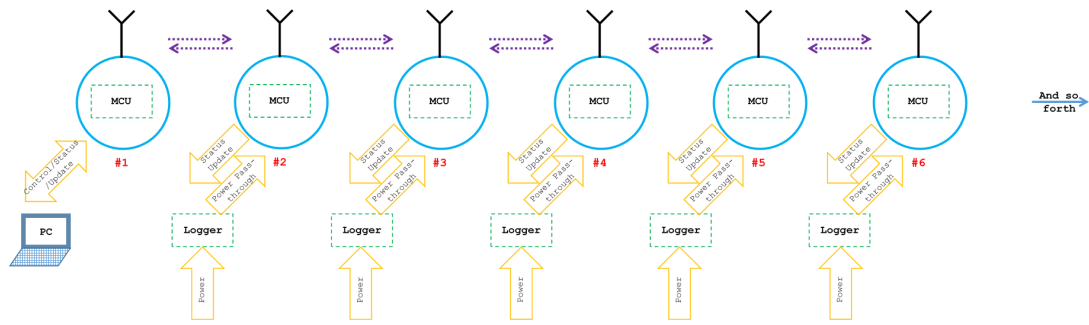 MCU
MCU
MCU
MCU
MCU
MCU
And so
forth
#1
#2
#3
#4
#5
#6
Control/Status
/Update
Status
Update
Power Pass-
through
Status
Update
Power Pass-
through
Status
Update
Power Pass-
through
Status
Update
Power Pass-
through
Status
Update
Power Pass-
through
PC
Logger
Logger
Logger
Logger
Logger
Power
Power
Power
Power
Power